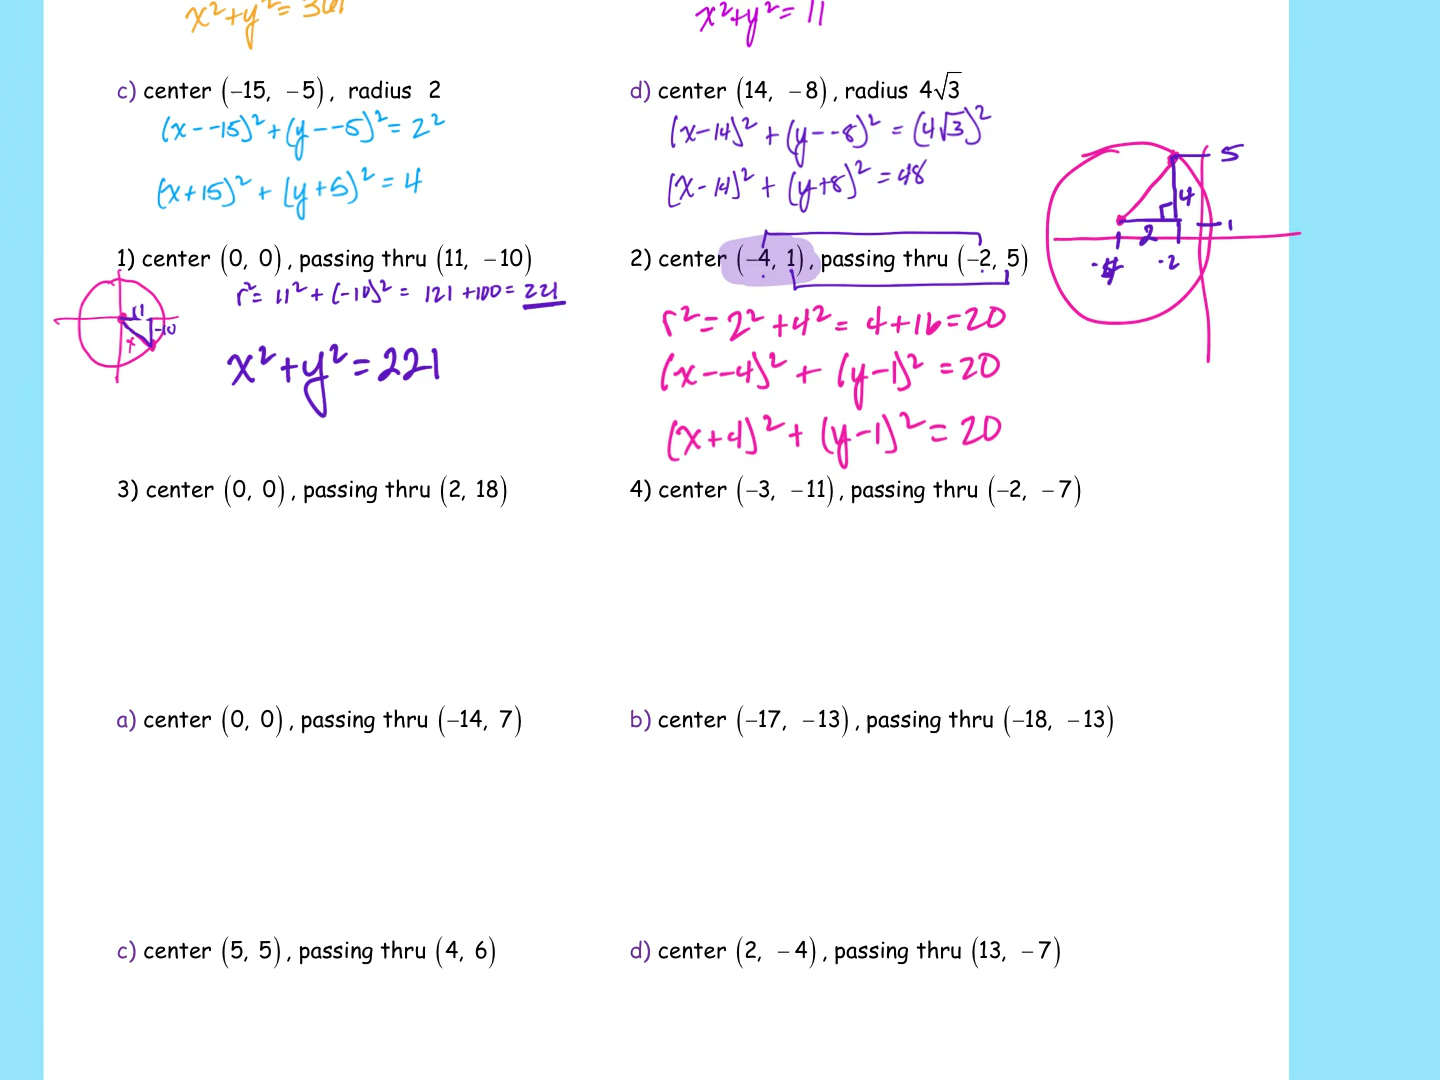 x² + y² = 361
x² + y² = 11
c) center (−15, −5), radius 2
(x - -15)² + (y - -5)² = 2²
(x + 15)² + (y + 5)² = 4
d) center (14, −8), radius 4√3
(x - 14)² + (y - -8)² = (4√3)²
(x - 14)² + (y + 8)² = 48
5
4
1
2
-4
-2
1) center (0, 0), passing thru (11, −10)
r² = 11² + (-10)² = 121 + 100 = 221
11
-10
r
x² + y² = 221
2) center (−4, 1), passing thru (−2, 5)
r² = 2² + 4² = 4 + 16 = 20
(x - -4)² + (y - 1)² = 20
(x + 4)² + (y - 1)² = 20
3) center (0, 0), passing thru (2, 18)
4) center (−3, −11), passing thru (−2, −7)
a) center (0, 0), passing thru (−14, 7)
b) center (−17, −13), passing thru (−18, −13)
c) center (5, 5), passing thru (4, 6)
d) center (2, −4), passing thru (13, −7)